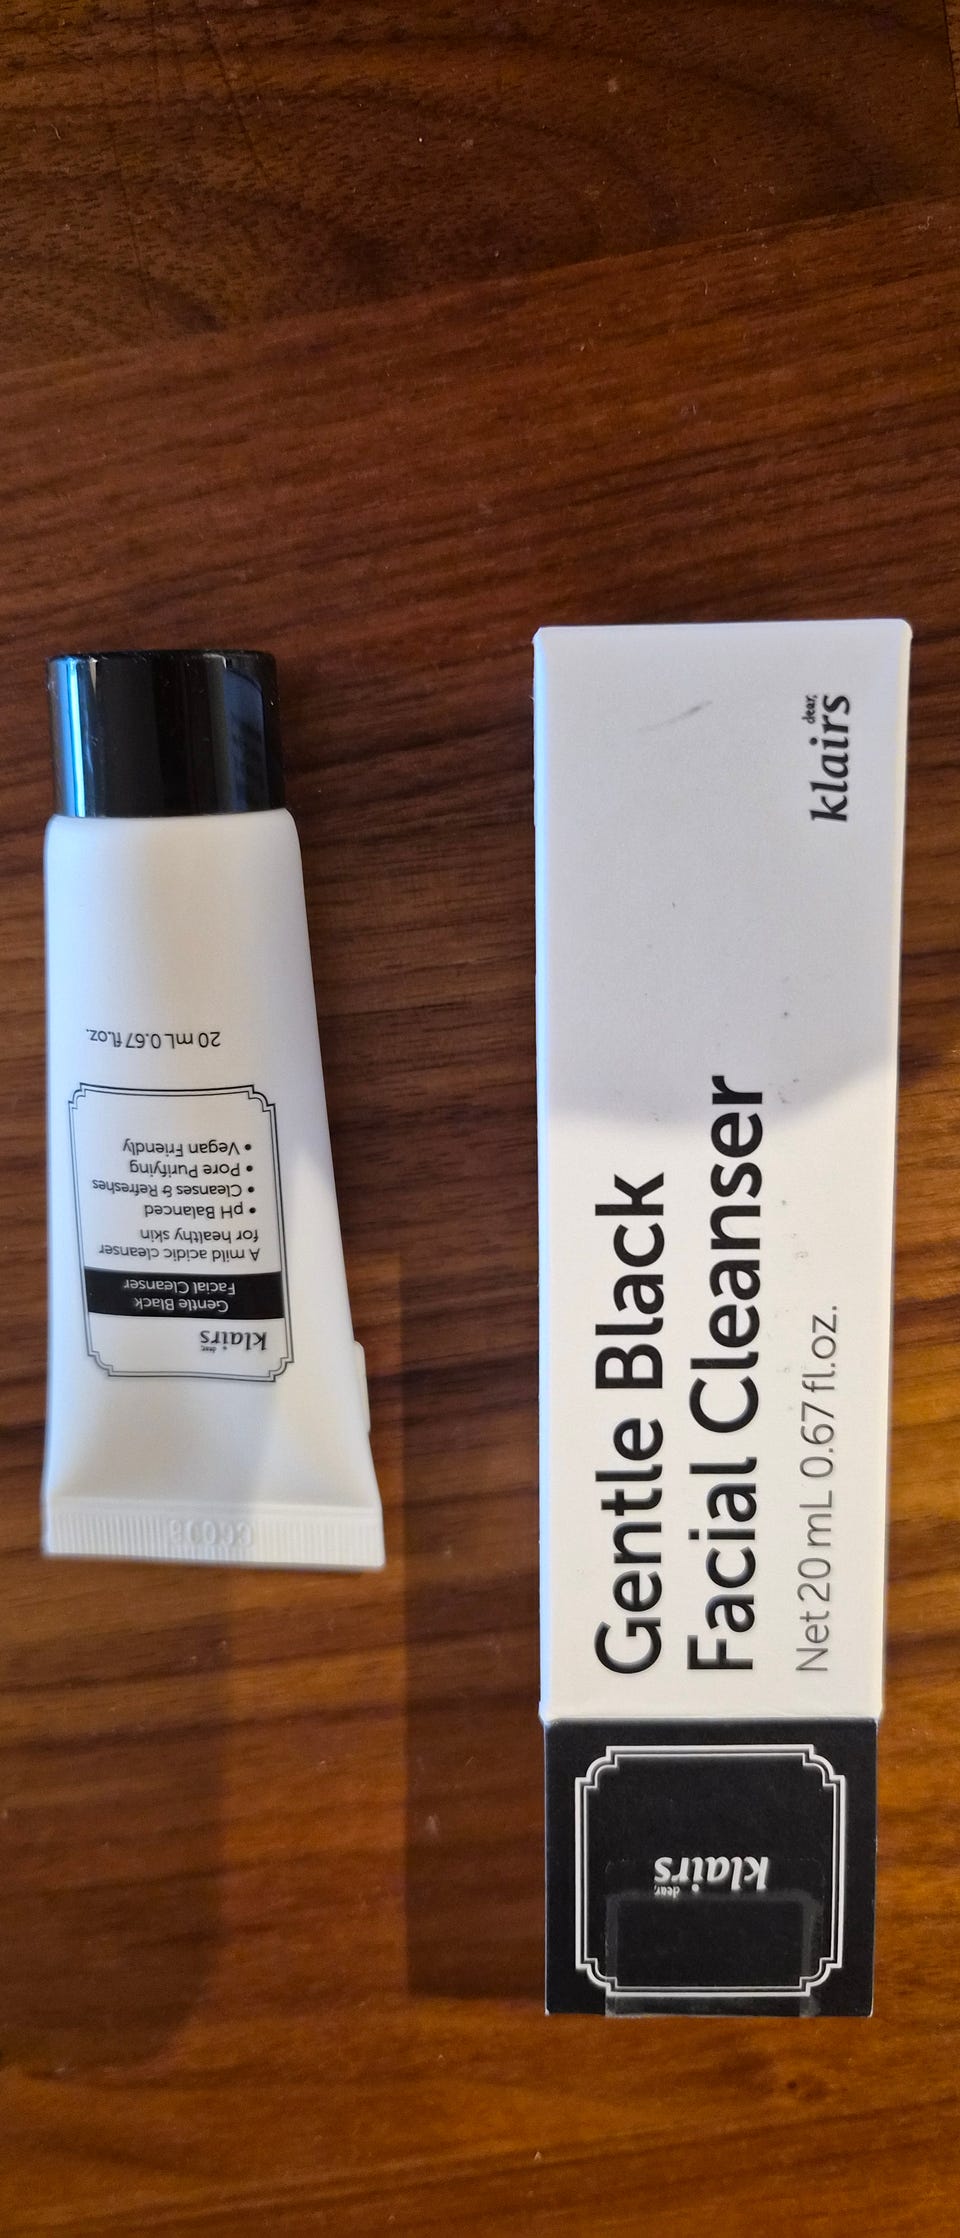 dear,
klairs
Gentle Black
Facial Cleanser
A mild acidic cleanser
for healthy skin
• pH Balanced
• Cleanses & Refreshes
• Pore Purifying
• Vegan Friendly
20 mL 0.67 fl.oz.
dear,
klairs
Gentle Black
Facial Cleanser
Net 20 mL 0.67 fl.oz.
dear,
klairs